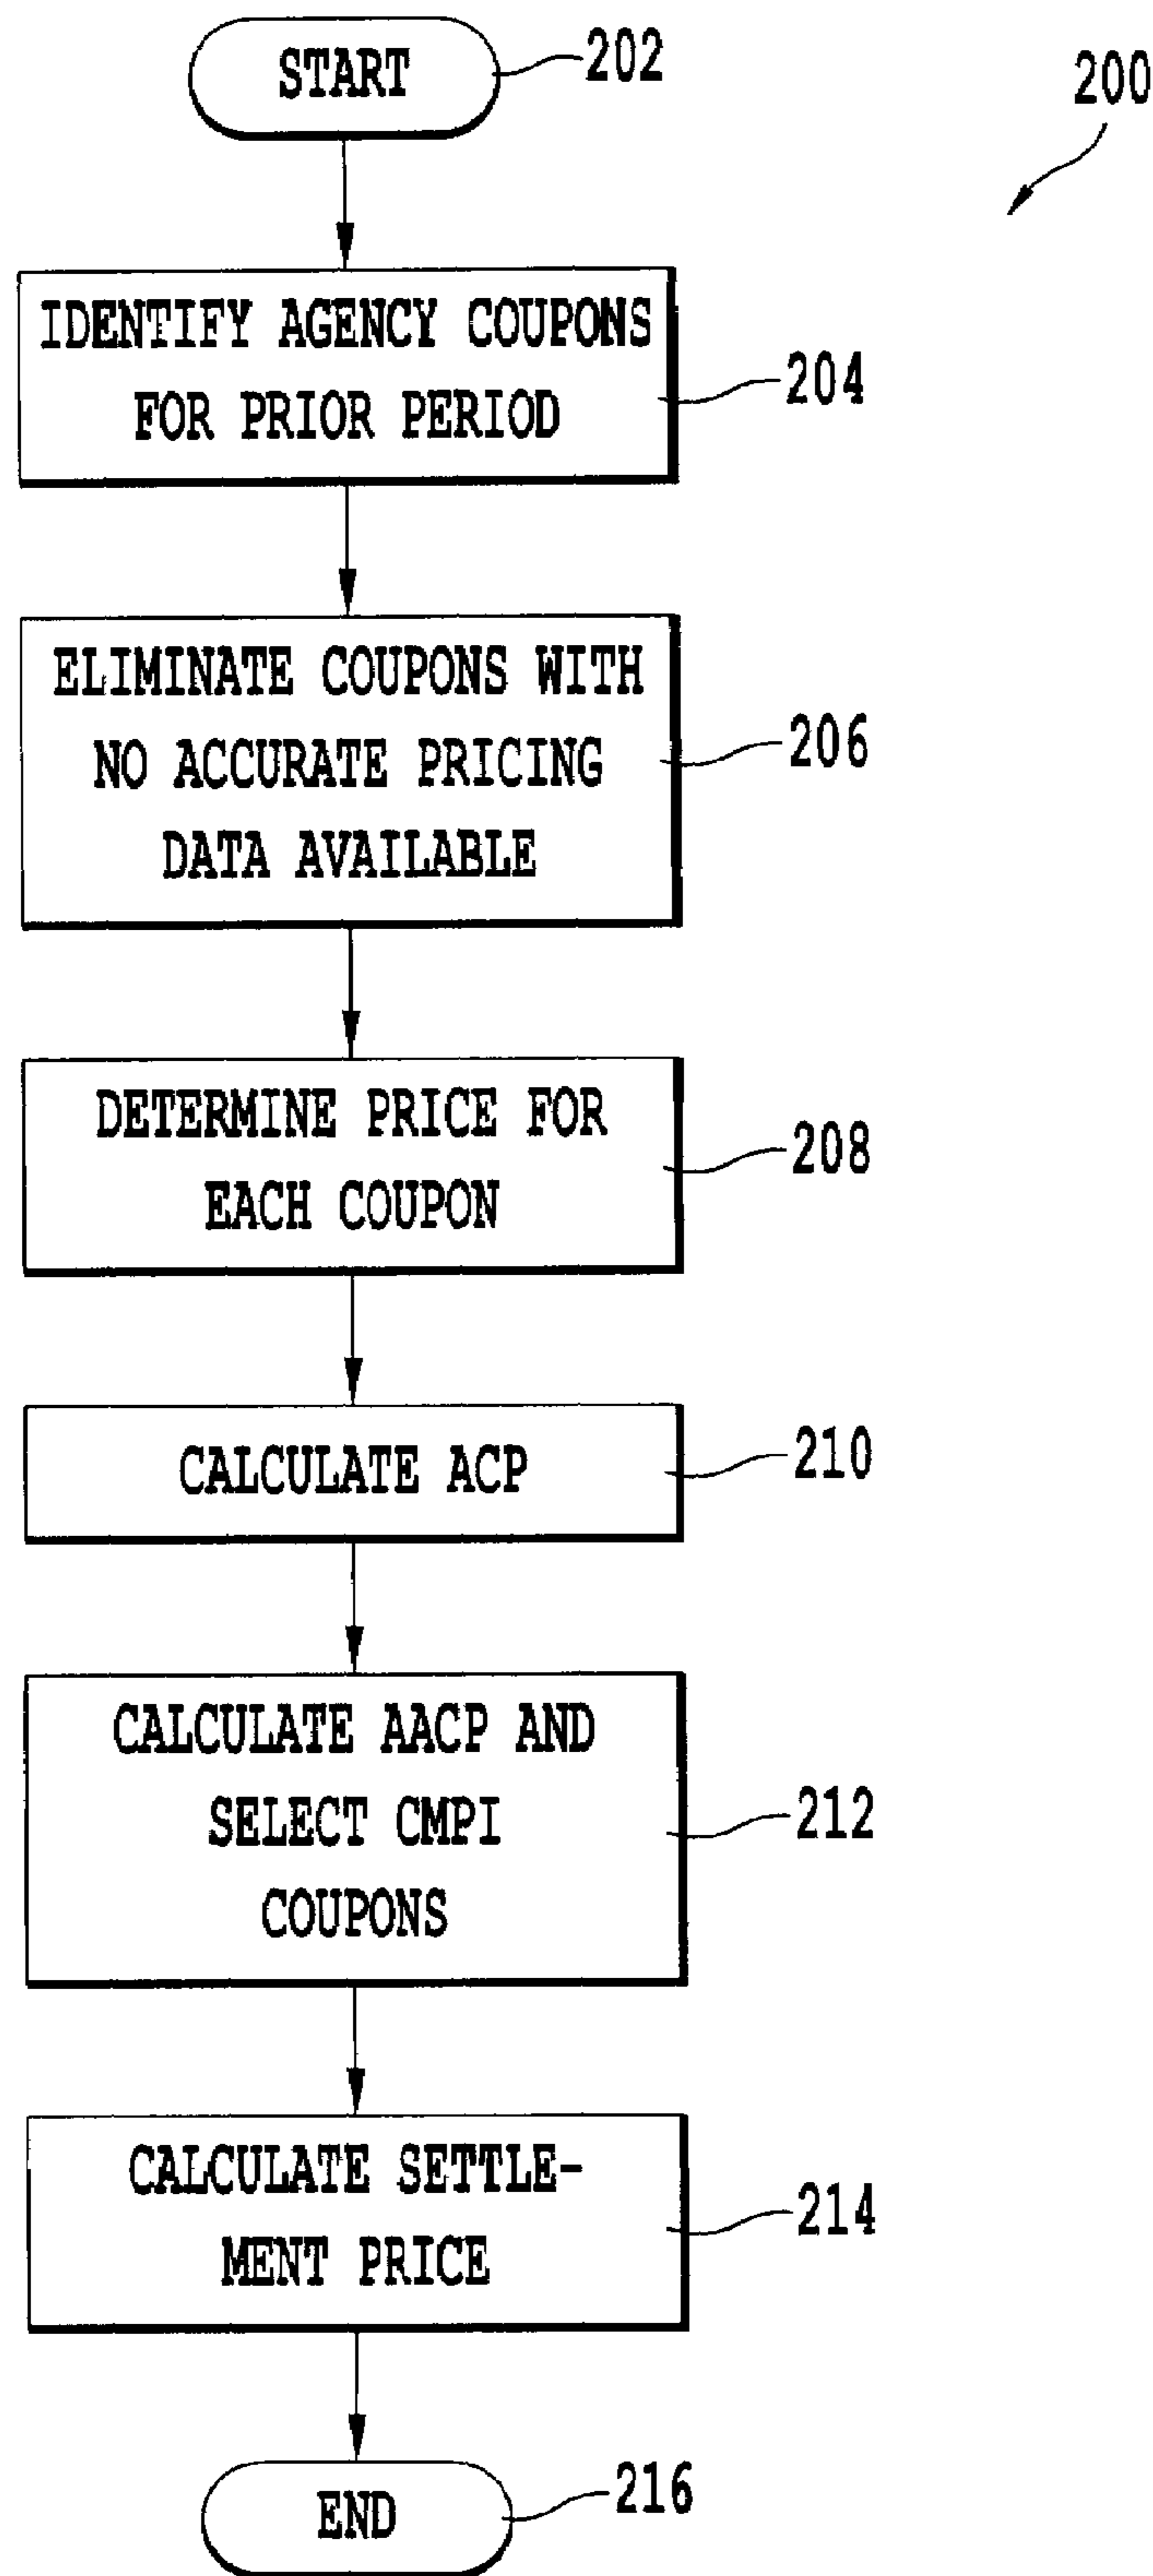 START
202
200
IDENTIFY AGENCY COUPONS
FOR PRIOR PERIOD
204
ELIMINATE COUPONS WITH
NO ACCURATE PRICING
DATA AVAILABLE
206
DETERMINE PRICE FOR
EACH COUPON
208
CALCULATE ACP
210
CALCULATE AACP AND
SELECT CMPI
COUPONS
212
CALCULATE SETTLE-
MENT PRICE
214
END
216